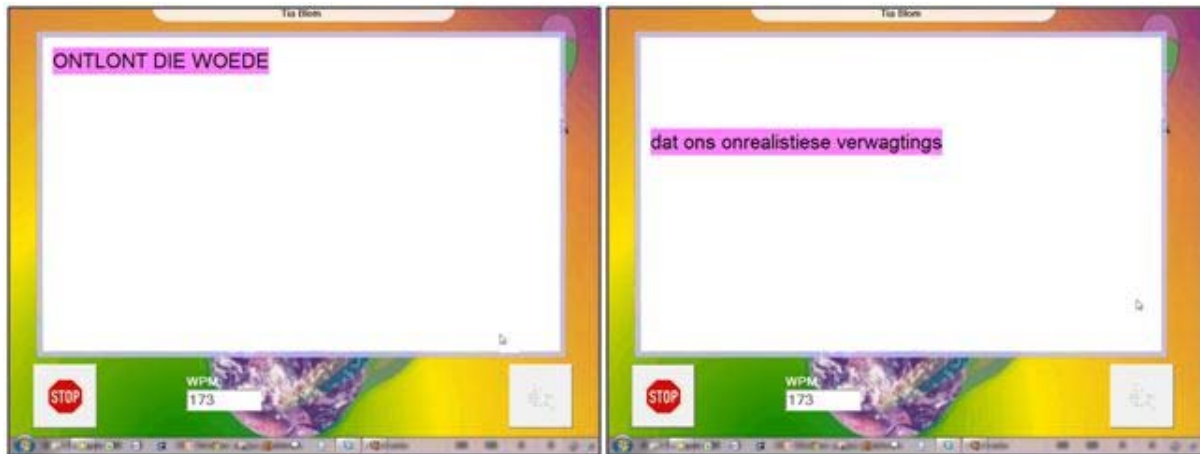 Tia Blom
ONTLONT DIE WOEDE
STOP
WPM
173
Tia Blom
dat ons onrealistiese verwagtings
STOP
WPM
173